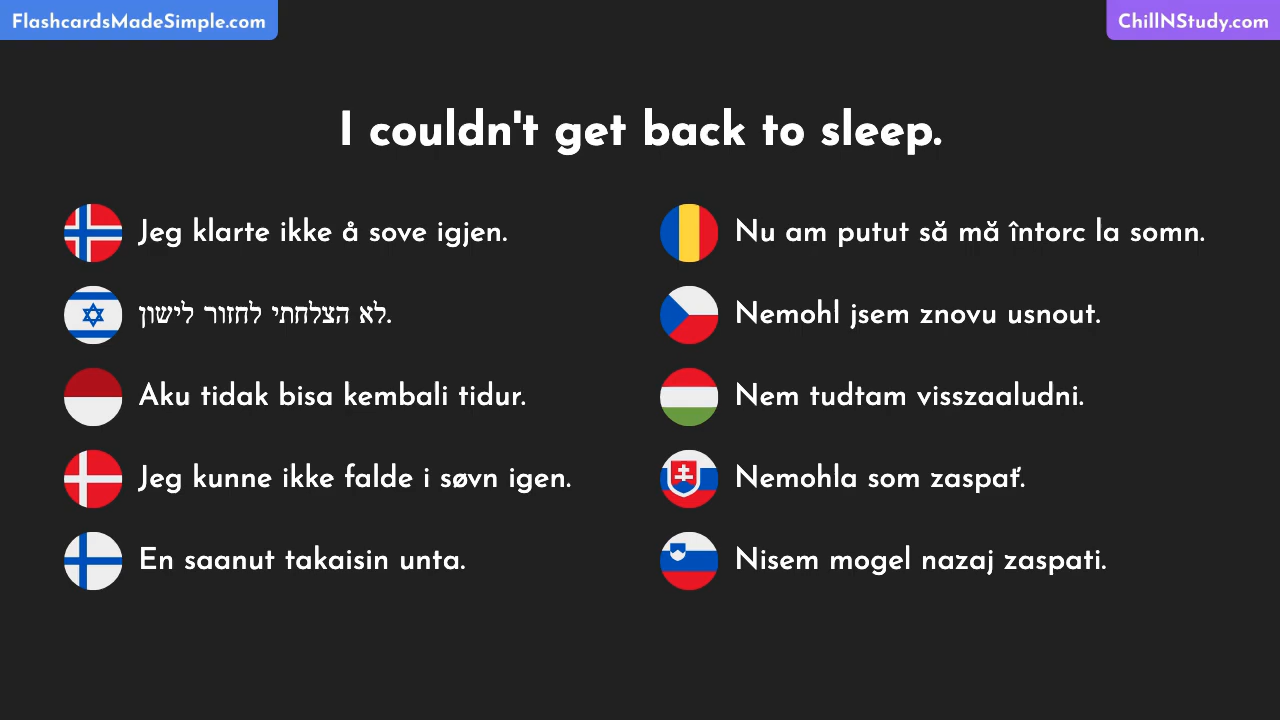 FlashcardsMadeSimple.com
ChillNStudy.com
I couldn't get back to sleep.
Jeg klarte ikke å sove igjen.
לא הצלחתי לחזור לישון.
Aku tidak bisa kembali tidur.
Jeg kunne ikke falde i søvn igen.
En saanut takaisin unta.
Nu am putut să mă întorc la somn.
Nemohl jsem znovu usnout.
Nem tudtam visszaaludni.
Nemohla som zaspať.
Nisem mogel nazaj zaspati.